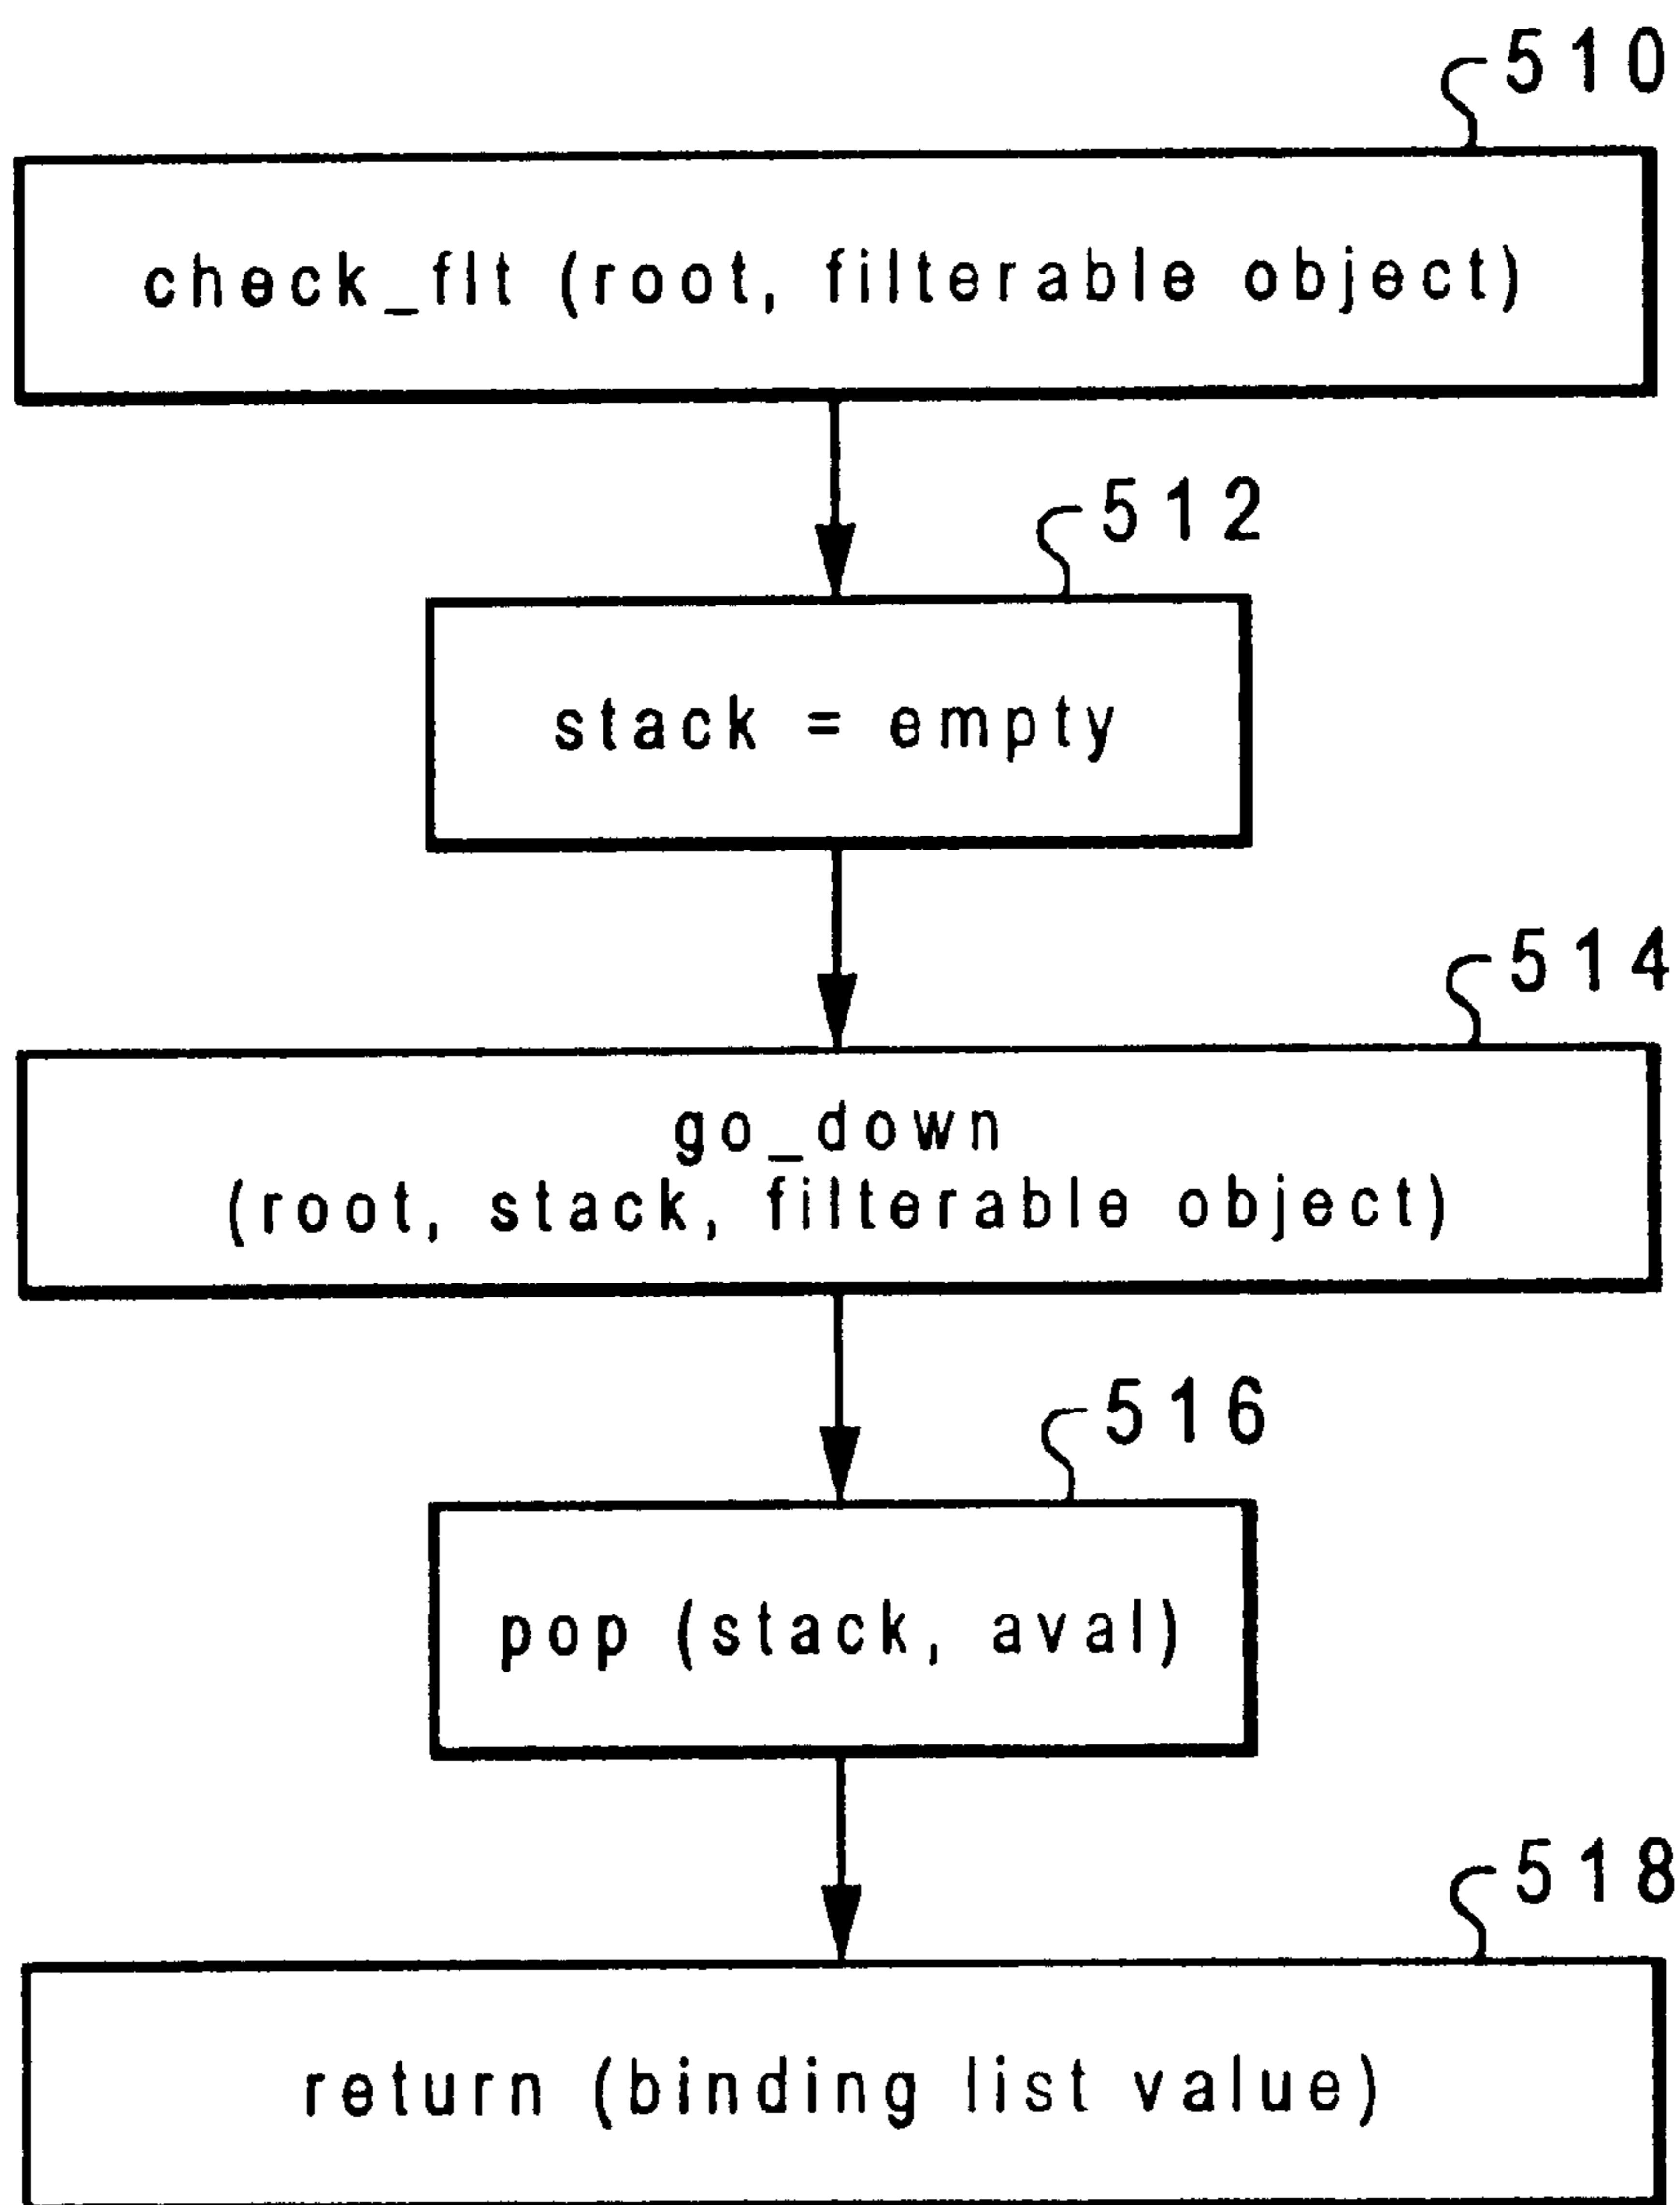 510
check_flt (root, filterable object)
512
stack = empty
514
go_down
(root, stack, filterable object)
516
pop (stack, aval)
518
return (binding list value)